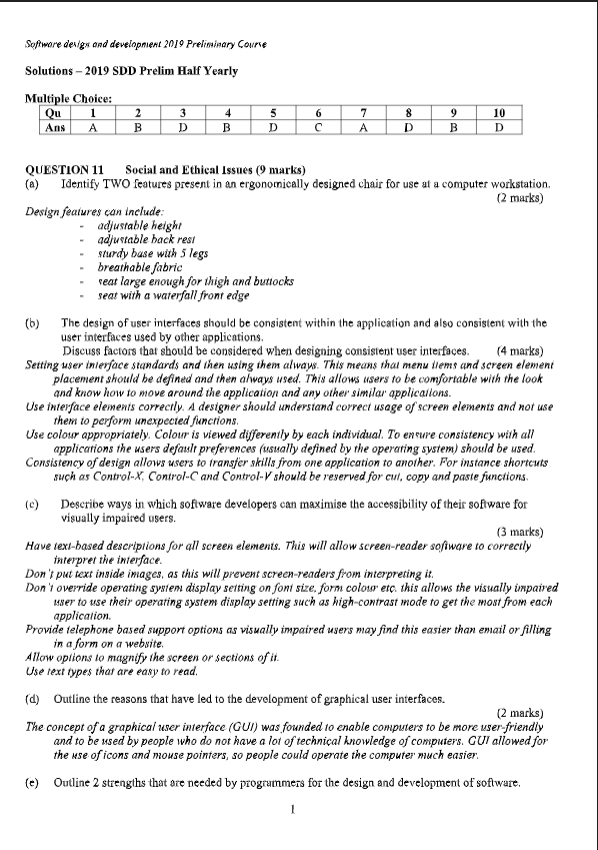 Software design and development 2019 Preliminary Course
Solutions – 2019 SDD Prelim Half Yearly
Multiple Choice:
Qu 1 2 3 4 5 6 7 8 9 10
Ans A B D B D C A D B D
QUESTION 11 Social and Ethical Issues (9 marks)
(a) Identify TWO features present in an ergonomically designed chair for use at a computer workstation.
(2 marks)
Design features can include:
- adjustable height
- adjustable back rest
- sturdy base with 5 legs
- breathable fabric
- seat large enough for thigh and buttocks
- seat with a waterfall front edge
(b) The design of user interfaces should be consistent within the application and also consistent with the
user interfaces used by other applications.
Discuss factors that should be considered when designing consistent user interfaces. (4 marks)
Setting user interface standards and then using them always. This means that menu items and screen element
placement should be defined and then always used. This allows users to be comfortable with the look
and know how to move around the application and any other similar applications.
Use interface elements correctly. A designer should understand correct usage of screen elements and not use
them to perform unexpected functions.
Use colour appropriately. Colour is viewed differently by each individual. To ensure consistency with all
applications the users default preferences (usually defined by the operating system) should be used.
Consistency of design allows users to transfer skills from one application to another. For instance shortcuts
such as Control-X, Control-C and Control-V should be reserved for cut, copy and paste functions.
(c) Describe ways in which software developers can maximise the accessibility of their software for
visually impaired users.
(3 marks)
Have text-based descriptions for all screen elements. This will allow screen-reader software to correctly
interpret the interface.
Don't put text inside images, as this will prevent screen-readers from interpreting it.
Don't override operating system display setting on font size, form colour etc. this allows the visually impaired
user to use their operating system display setting such as high-contrast mode to get the most from each
application.
Provide telephone based support options as visually impaired users may find this easier than email or filling
in a form on a website.
Allow options to magnify the screen or sections of it.
Use text types that are easy to read.
(d) Outline the reasons that have led to the development of graphical user interfaces.
(2 marks)
The concept of a graphical user interface (GUI) was founded to enable computers to be more user-friendly
and to be used by people who do not have a lot of technical knowledge of computers. GUI allowed for
the use of icons and mouse pointers, so people could operate the computer much easier.
(e) Outline 2 strengths that are needed by programmers for the design and development of software.
1